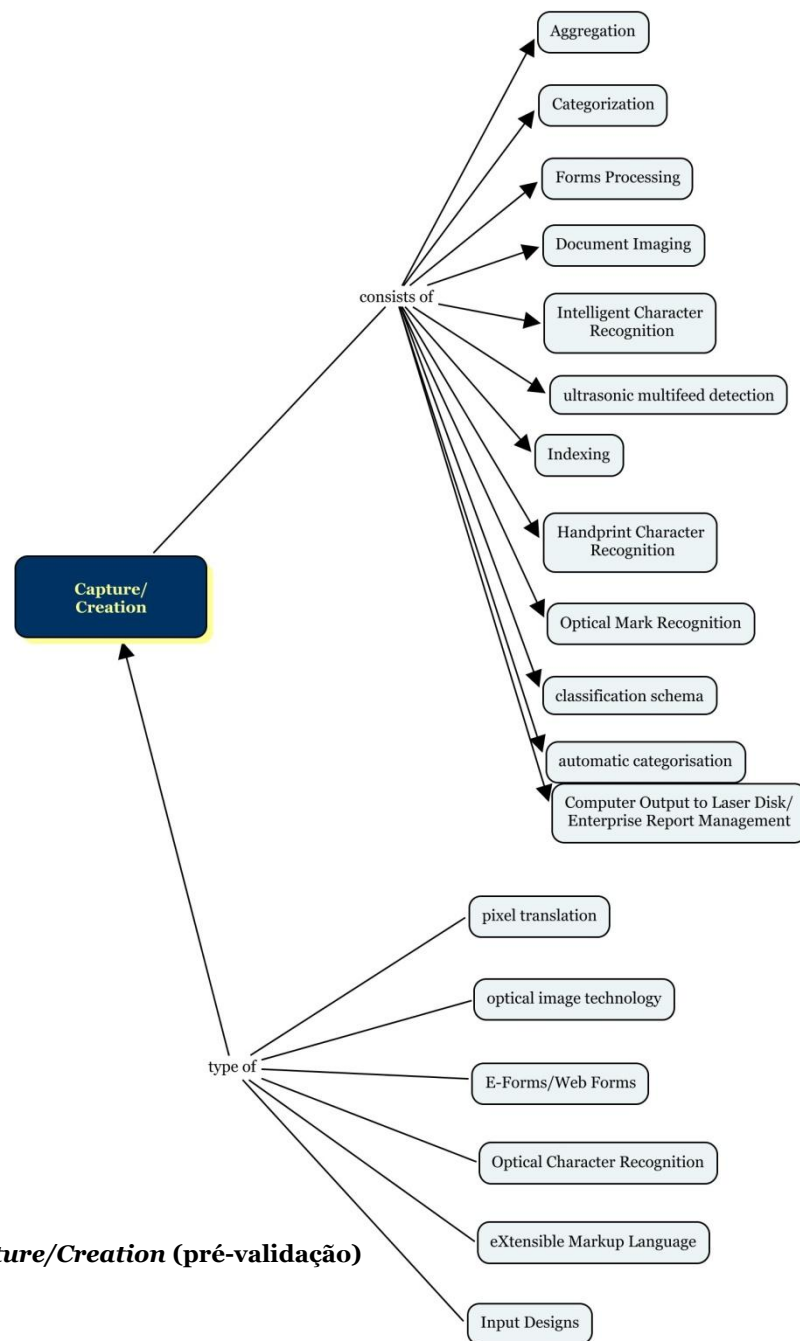 Aggregation
Categorization
Forms Processing
Document Imaging
consists of
Intelligent Character
Recognition
ultrasonic multifeed detection
Indexing
Handprint Character
Recognition
Capture/
Creation
Optical Mark Recognition
classification schema
automatic categorisation
Computer Output to Laser Disk/
Enterprise Report Management
pixel translation
optical image technology
type of
E-Forms/Web Forms
Optical Character Recognition
eXtensible Markup Language
ture/Creation (pré-validação)
Input Designs